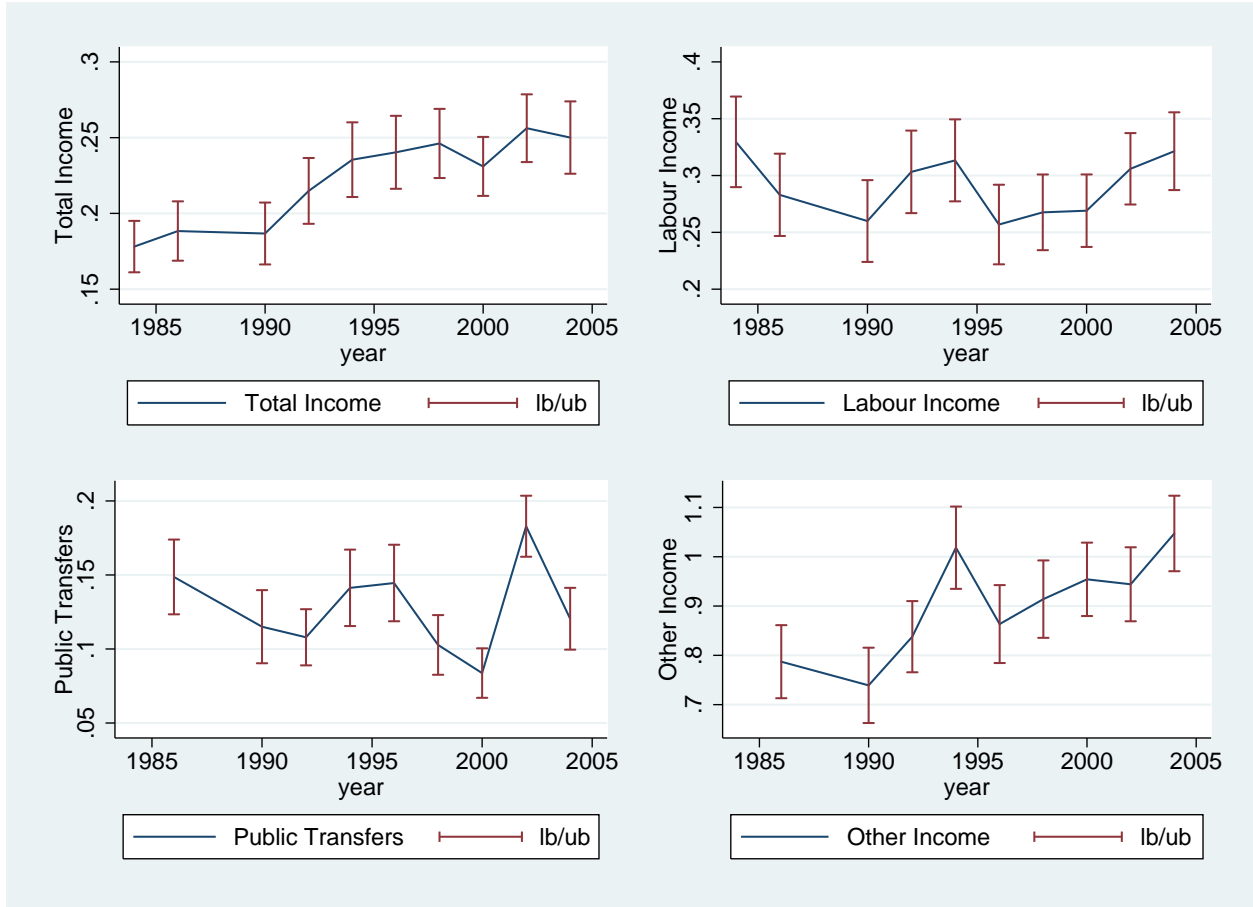 Total Income
.3
.25
.2
.15
1985 1990 1995 2000 2005
year
Total Income lb/ub
Labour Income
.4
.35
.3
.25
.2
1985 1990 1995 2000 2005
year
Labour Income lb/ub
Public Transfers
.2
.15
.1
.05
1985 1990 1995 2000 2005
year
Public Transfers lb/ub
Other Income
1.1
1
.9
.8
.7
1985 1990 1995 2000 2005
year
Other Income lb/ub